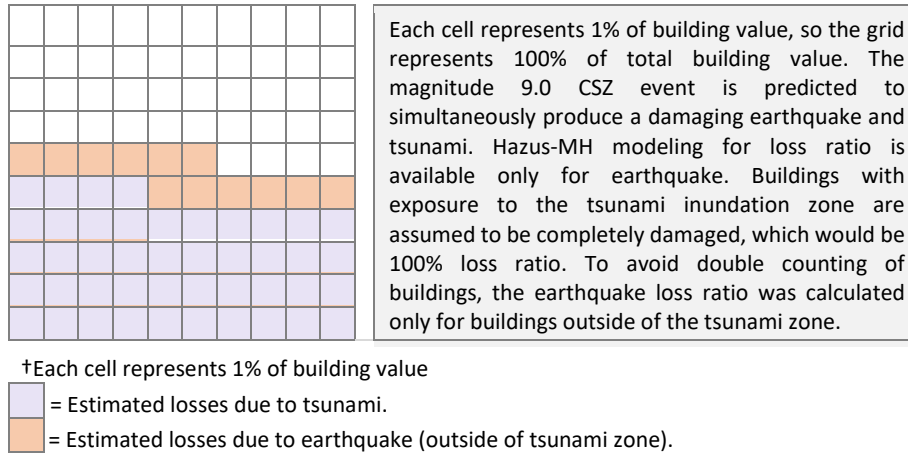 Each cell represents 1% of building value, so the grid
represents 100% of total building value. The
magnitude 9.0 CSZ event is predicted to
simultaneously produce a damaging earthquake and
tsunami. Hazus-MH modeling for loss ratio is
available only for earthquake. Buildings with
exposure to the tsunami inundation zone are
assumed to be completely damaged, which would be
100% loss ratio. To avoid double counting of
buildings, the earthquake loss ratio was calculated
only for buildings outside of the tsunami zone.
†Each cell represents 1% of building value
= Estimated losses due to tsunami.
= Estimated losses due to earthquake (outside of tsunami zone).